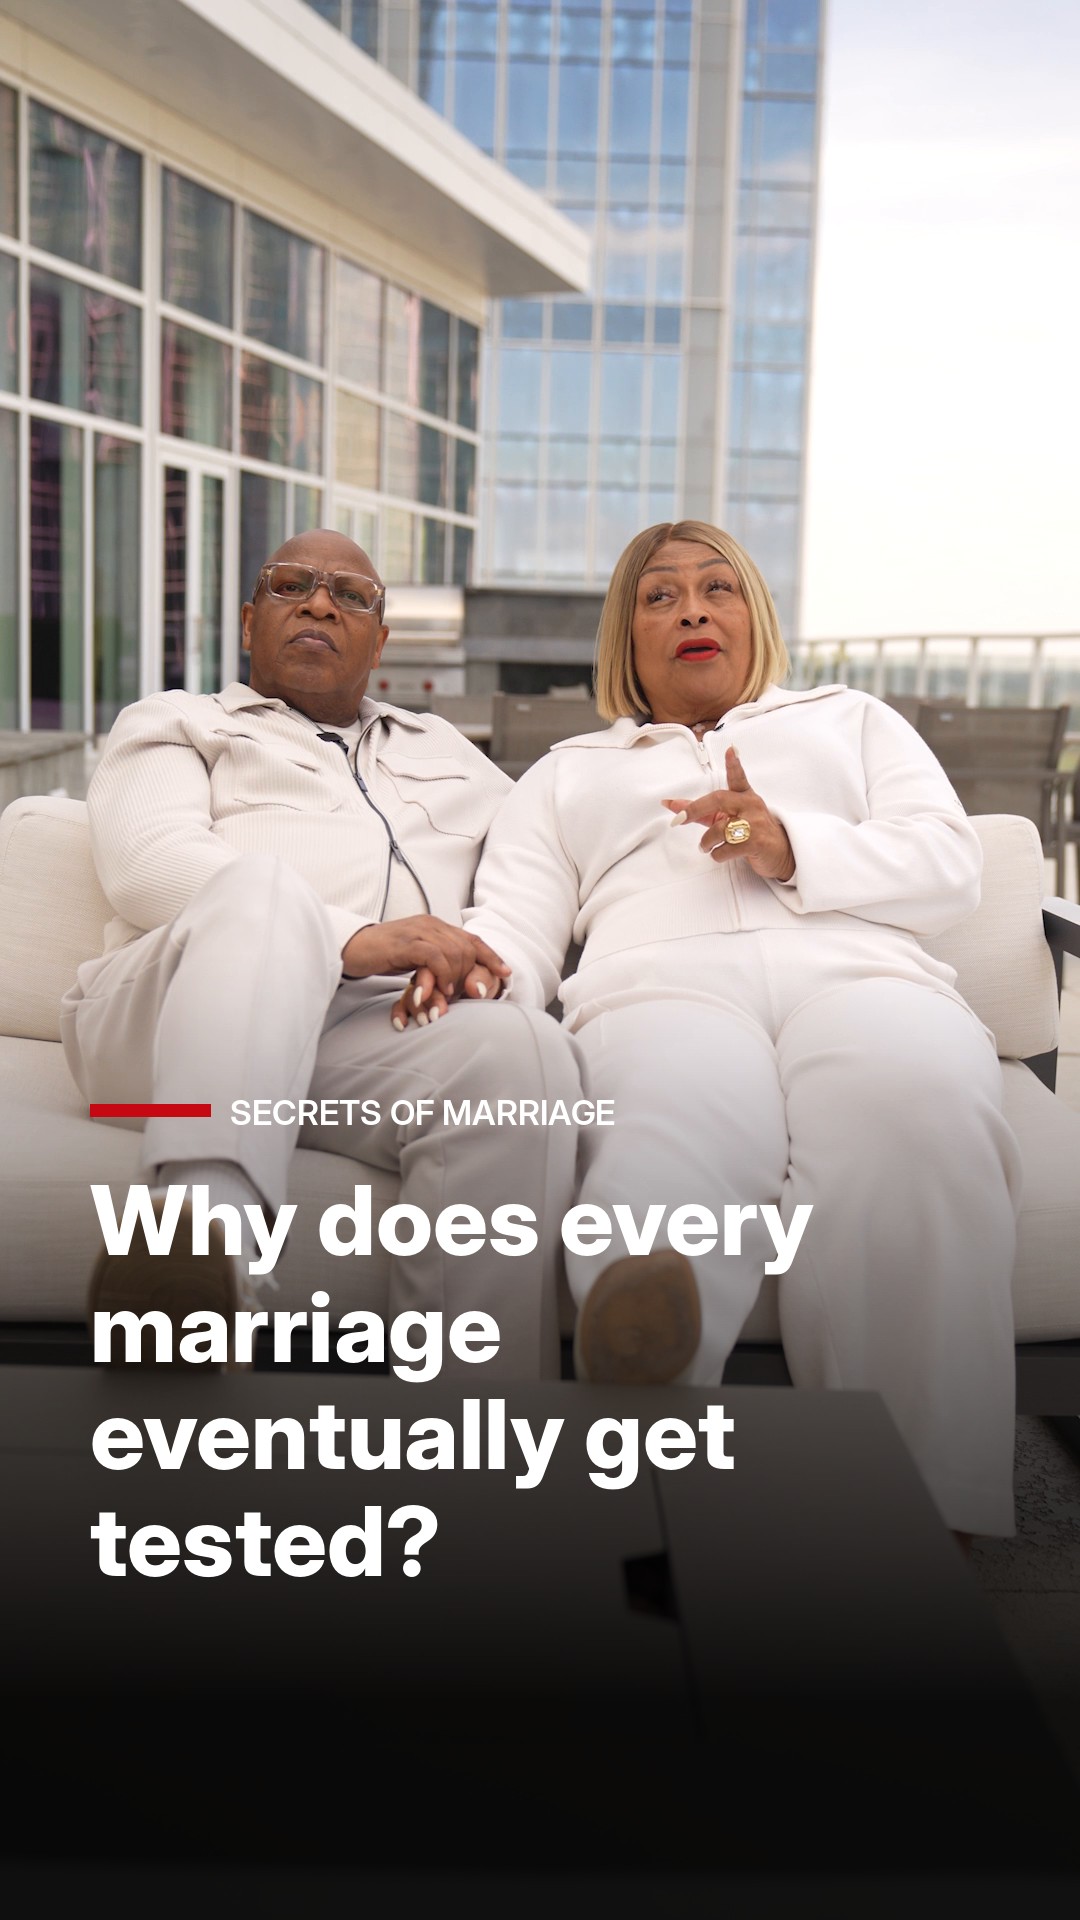 SECRETS OF MARRIAGE
Why does every
marriage
eventually get
tested?